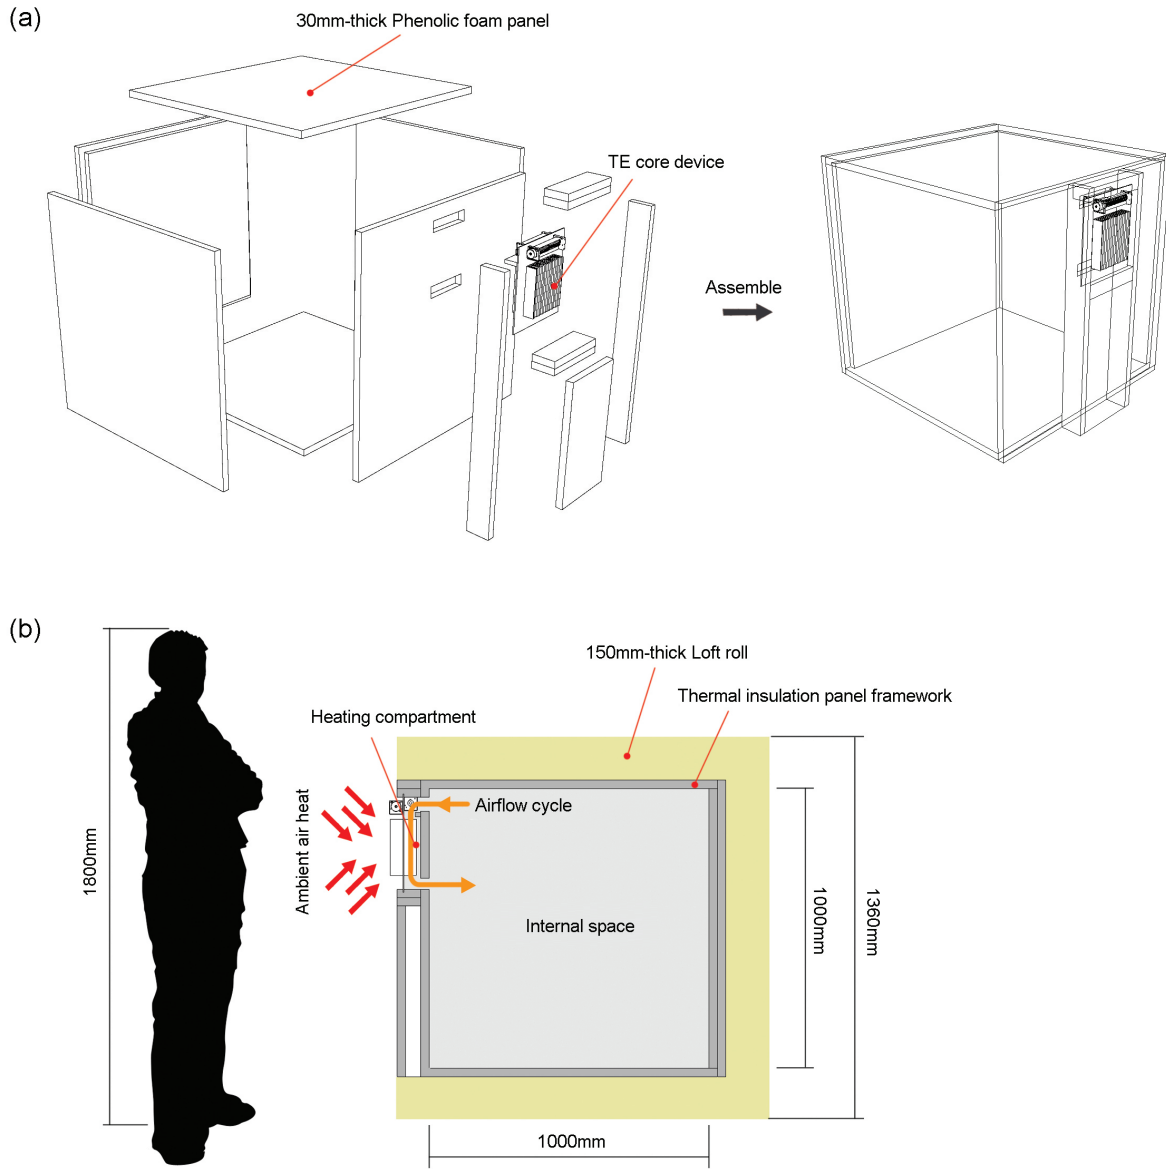 (a)
30mm-thick Phenolic foam panel
TE core device
Assemble
(b)
150mm-thick Loft roll
Thermal insulation panel framework
Heating compartment
Airflow cycle
Ambient air heat
1800mm
Internal space
1000mm
1360mm
1000mm